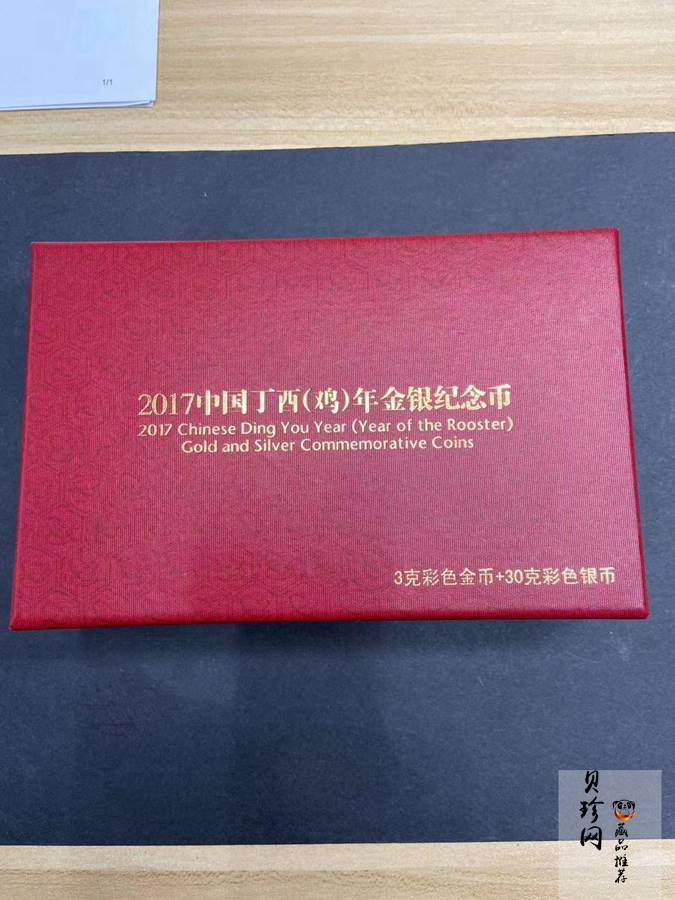 1/1
2017中国丁酉(鸡)年金银纪念币
2017 Chinese Ding You Year (Year of the Rooster)
Gold and Silver Commemorative Coins
3克彩色金币+30克彩色银币
贝珍网
藏品推荐